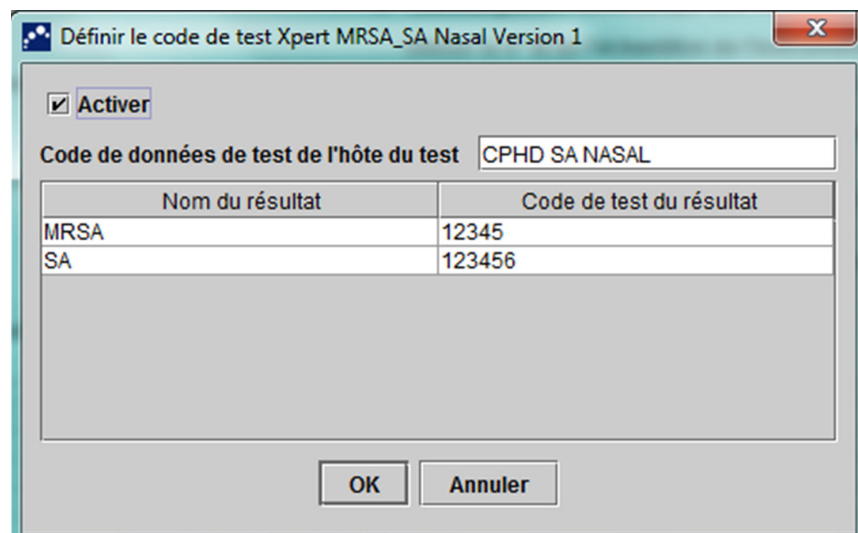 Définir le code de test Xpert MRSA_SA Nasal Version 1
Activer
Code de données de test de l'hôte du test CPHD SA NASAL
Nom du résultat Code de test du résultat
MRSA 12345
SA 123456
OK Annuler